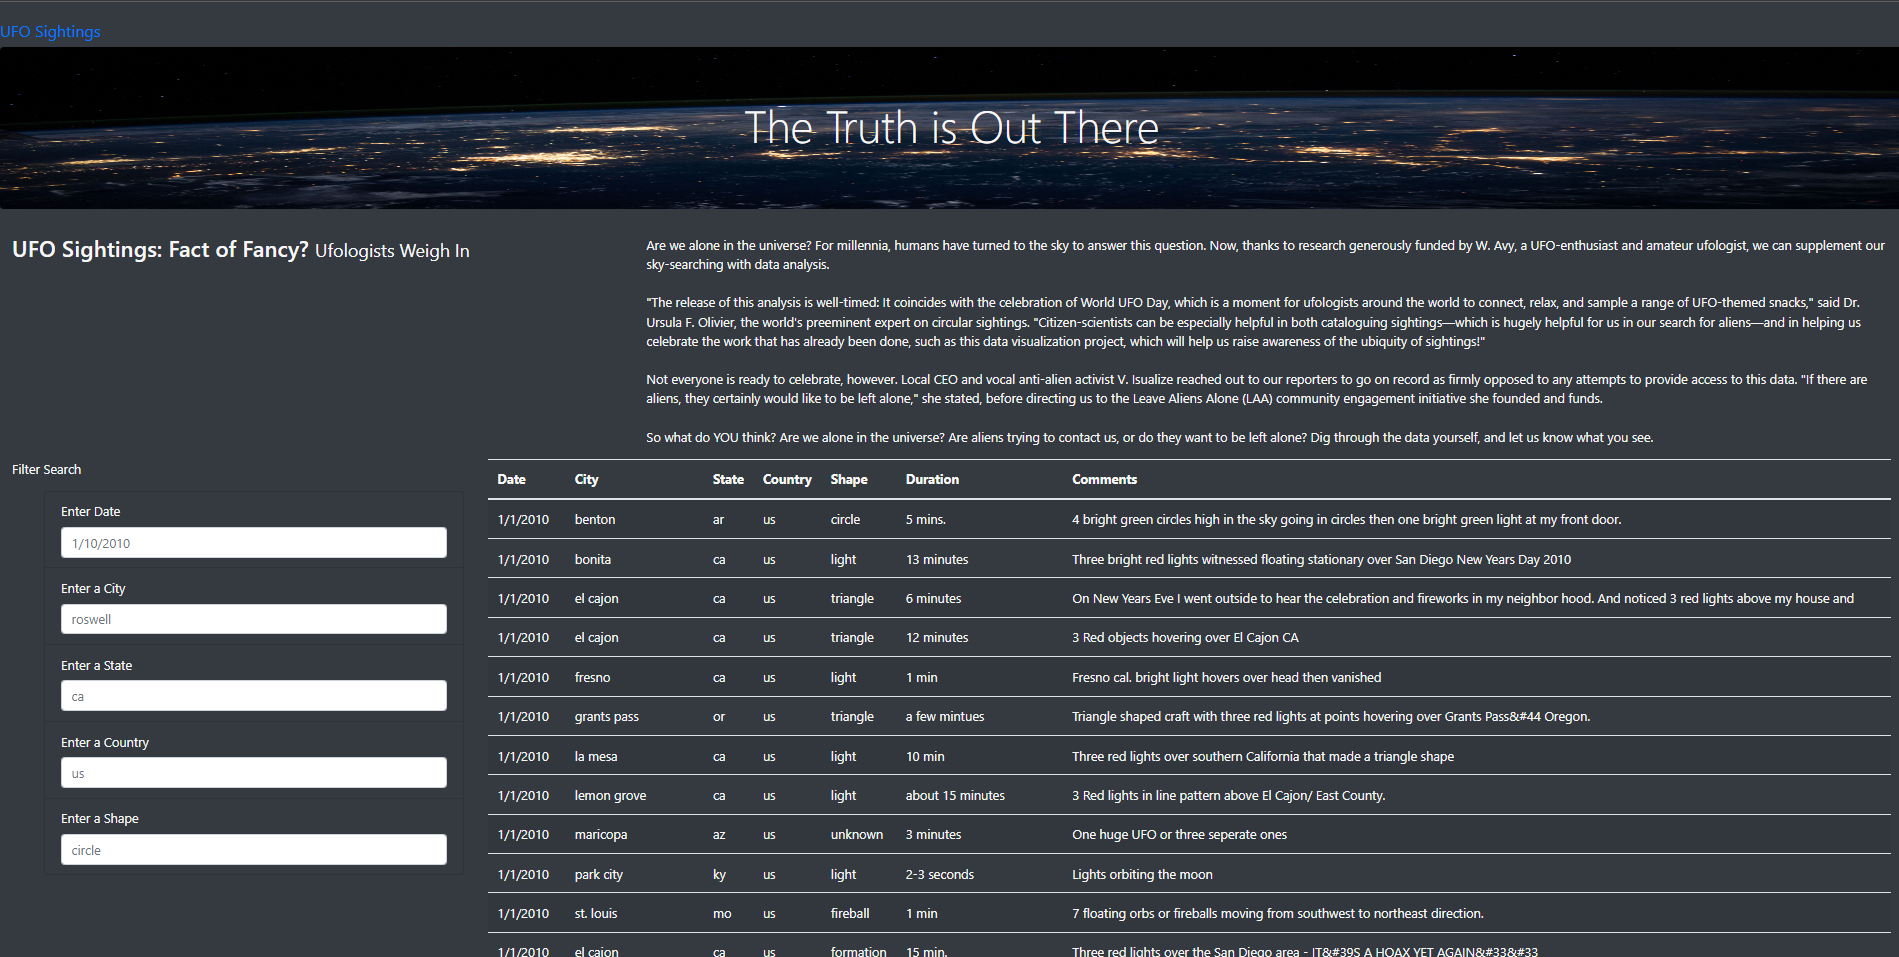 UFO Sightings
The Truth is Out There
UFO Sightings: Fact of Fancy? Ufologists Weigh In
Are we alone in the universe? For millennia, humans have turned to the sky to answer this question. Now, thanks to research generously funded by W. Avy, a UFO-enthusiast and amateur ufologist, we can supplement our
sky-searching with data analysis.
"The release of this analysis is well-timed: It coincides with the celebration of World UFO Day, which is a moment for ufologists around the world to connect, relax, and sample a range of UFO-themed snacks," said Dr.
Ursula F. Olivier, the world's preeminent expert on circular sightings. "Citizen-scientists can be especially helpful in both cataloguing sightings—which is hugely helpful for us in our search for aliens—and in helping us
celebrate the work that has already been done, such as this data visualization project, which will help us raise awareness of the ubiquity of sightings!"
Not everyone is ready to celebrate, however. Local CEO and vocal anti-alien activist V. Isualize reached out to our reporters to go on record as firmly opposed to any attempts to provide access to this data. "If there are
aliens, they certainly would like to be left alone," she stated, before directing us to the Leave Aliens Alone (LAA) community engagement initiative she founded and funds.
So what do YOU think? Are we alone in the universe? Are aliens trying to contact us, or do they want to be left alone? Dig through the data yourself, and let us know what you see.
Filter Search
Enter Date
1/10/2010
Enter a City
roswell
Enter a State
ca
Enter a Country
us
Enter a Shape
circle
Date City State Country Shape Duration Comments
1/1/2010 benton ar us circle 5 mins. 4 bright green circles high in the sky going in circles then one bright green light at my front door.
1/1/2010 bonita ca us light 13 minutes Three bright red lights witnessed floating stationary over San Diego New Years Day 2010
1/1/2010 el cajon ca us triangle 6 minutes On New Years Eve I went outside to hear the celebration and fireworks in my neighbor hood. And noticed 3 red lights above my house and
1/1/2010 el cajon ca us triangle 12 minutes 3 Red objects hovering over El Cajon CA
1/1/2010 fresno ca us light 1 min Fresno cal. bright light hovers over head then vanished
1/1/2010 grants pass or us triangle a few mintues Triangle shaped craft with three red lights at points hovering over Grants Pass&#44 Oregon.
1/1/2010 la mesa ca us light 10 min Three red lights over southern California that made a triangle shape
1/1/2010 lemon grove ca us light about 15 minutes 3 Red lights in line pattern above El Cajon/ East County.
1/1/2010 maricopa az us unknown 3 minutes One huge UFO or three seperate ones
1/1/2010 park city ky us light 2-3 seconds Lights orbiting the moon
1/1/2010 st. louis mo us fireball 1 min 7 floating orbs or fireballs moving from southwest to northeast direction.
1/1/2010 el cajon ca us formation 15 min. Three red lights over the San Diego area - IT&#39S A HOAX YET AGAIN&#33&#33